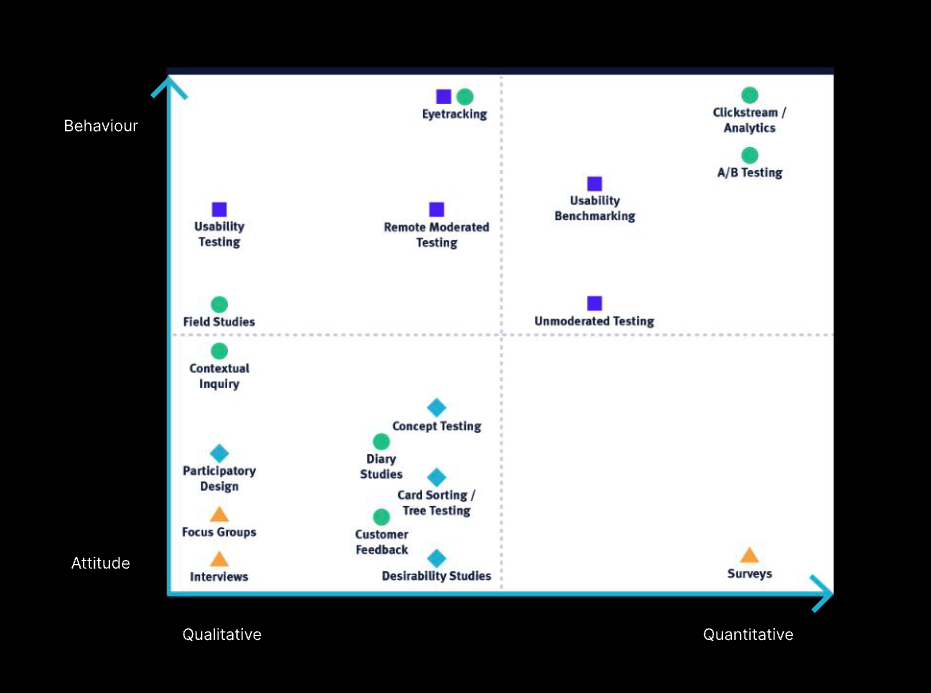 Behaviour
Eyetracking
Clickstream /
Analytics
A/B Testing
Usability
Benchmarking
Usability
Testing
Remote Moderated
Testing
Field Studies
Unmoderated Testing
Contextual
Inquiry
Concept Testing
Diary
Studies
Participatory
Design
Card Sorting /
Tree Testing
Focus Groups
Customer
Feedback
Attitude
Interviews
Desirability Studies
Surveys
Qualitative
Quantitative